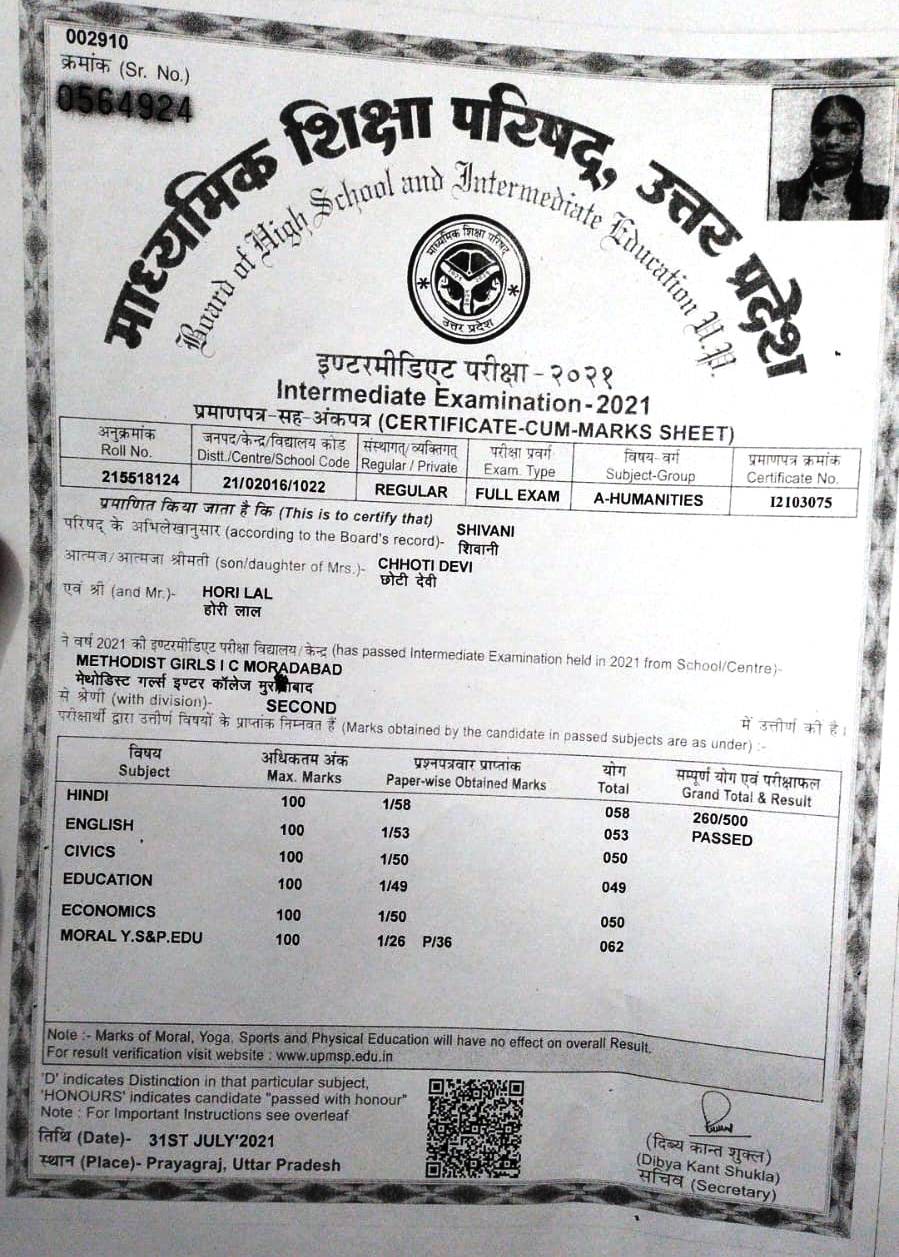 002910
क्रमांक (Sr. No.)
0564924
माध्यमिक शिक्षा परिषद्, उत्तर प्रदेश
Board of High School and Intermediate Education U.P.
माध्यमिक शिक्षा परिषद्
उत्तर प्रदेश
इण्टरमीडिएट परीक्षा - २०२१
Intermediate Examination-2021
प्रमाणपत्र-सह-अंकपत्र (CERTIFICATE-CUM-MARKS SHEET)
अनुक्रमांक जनपद/केन्द्र/विद्यालय कोड संस्थागत/व्यक्तिगत परीक्षा प्रवर्ग विषय-वर्ग प्रमाणपत्र क्रमांक
Roll No. Distt./Centre/School Code Regular / Private Exam. Type Subject-Group Certificate No.
215518124 21/02016/1022 REGULAR FULL EXAM A-HUMANITIES I2103075
प्रमाणित किया जाता है कि (This is to certify that)
परिषद् के अभिलेखानुसार (according to the Board's record)- SHIVANI
शिवानी
आत्मज/आत्मजा श्रीमती (son/daughter of Mrs.)- CHHOTI DEVI
छोटी देवी
एवं श्री (and Mr.)- HORI LAL
होरी लाल
ने वर्ष 2021 की इण्टरमीडिएट परीक्षा विद्यालय/केन्द्र (has passed Intermediate Examination held in 2021 from School/Centre)-
METHODIST GIRLS I C MORADABAD
मेथोडिस्ट गर्ल्स इण्टर कॉलेज
से श्रेणी (with division)- SECOND में उत्तीर्ण की है।
परीक्षार्थी द्वारा उत्तीर्ण विषयों के प्राप्तांक निम्नवत हैं (Marks obtained by the candidate in passed subjects are as under) :-
विषय अधिकतम अंक प्रश्नपत्रवार प्राप्तांक योग सम्पूर्ण योग एवं परीक्षाफल
Subject Max. Marks Paper-wise Obtained Marks Total Grand Total & Result
HINDI 100 1/58 058 260/500
ENGLISH 100 1/53 053 PASSED
CIVICS 100 1/50 050
EDUCATION 100 1/49 049
ECONOMICS 100 1/50 050
MORAL Y.S&P.EDU 100 1/26 P/36 062
Note :- Marks of Moral, Yoga, Sports and Physical Education will have no effect on overall Result.
For result verification visit website : www.upmsp.edu.in
'D' indicates Distinction in that particular subject,
'HONOURS' indicates candidate "passed with honour"
Note : For Important Instructions see overleaf
तिथि (Date)- 31ST JULY'2021
स्थान (Place)- Prayagraj, Uttar Pradesh
(दिब्य कान्त शुक्ल)
(Dibya Kant Shukla)
सचिव (Secretary)